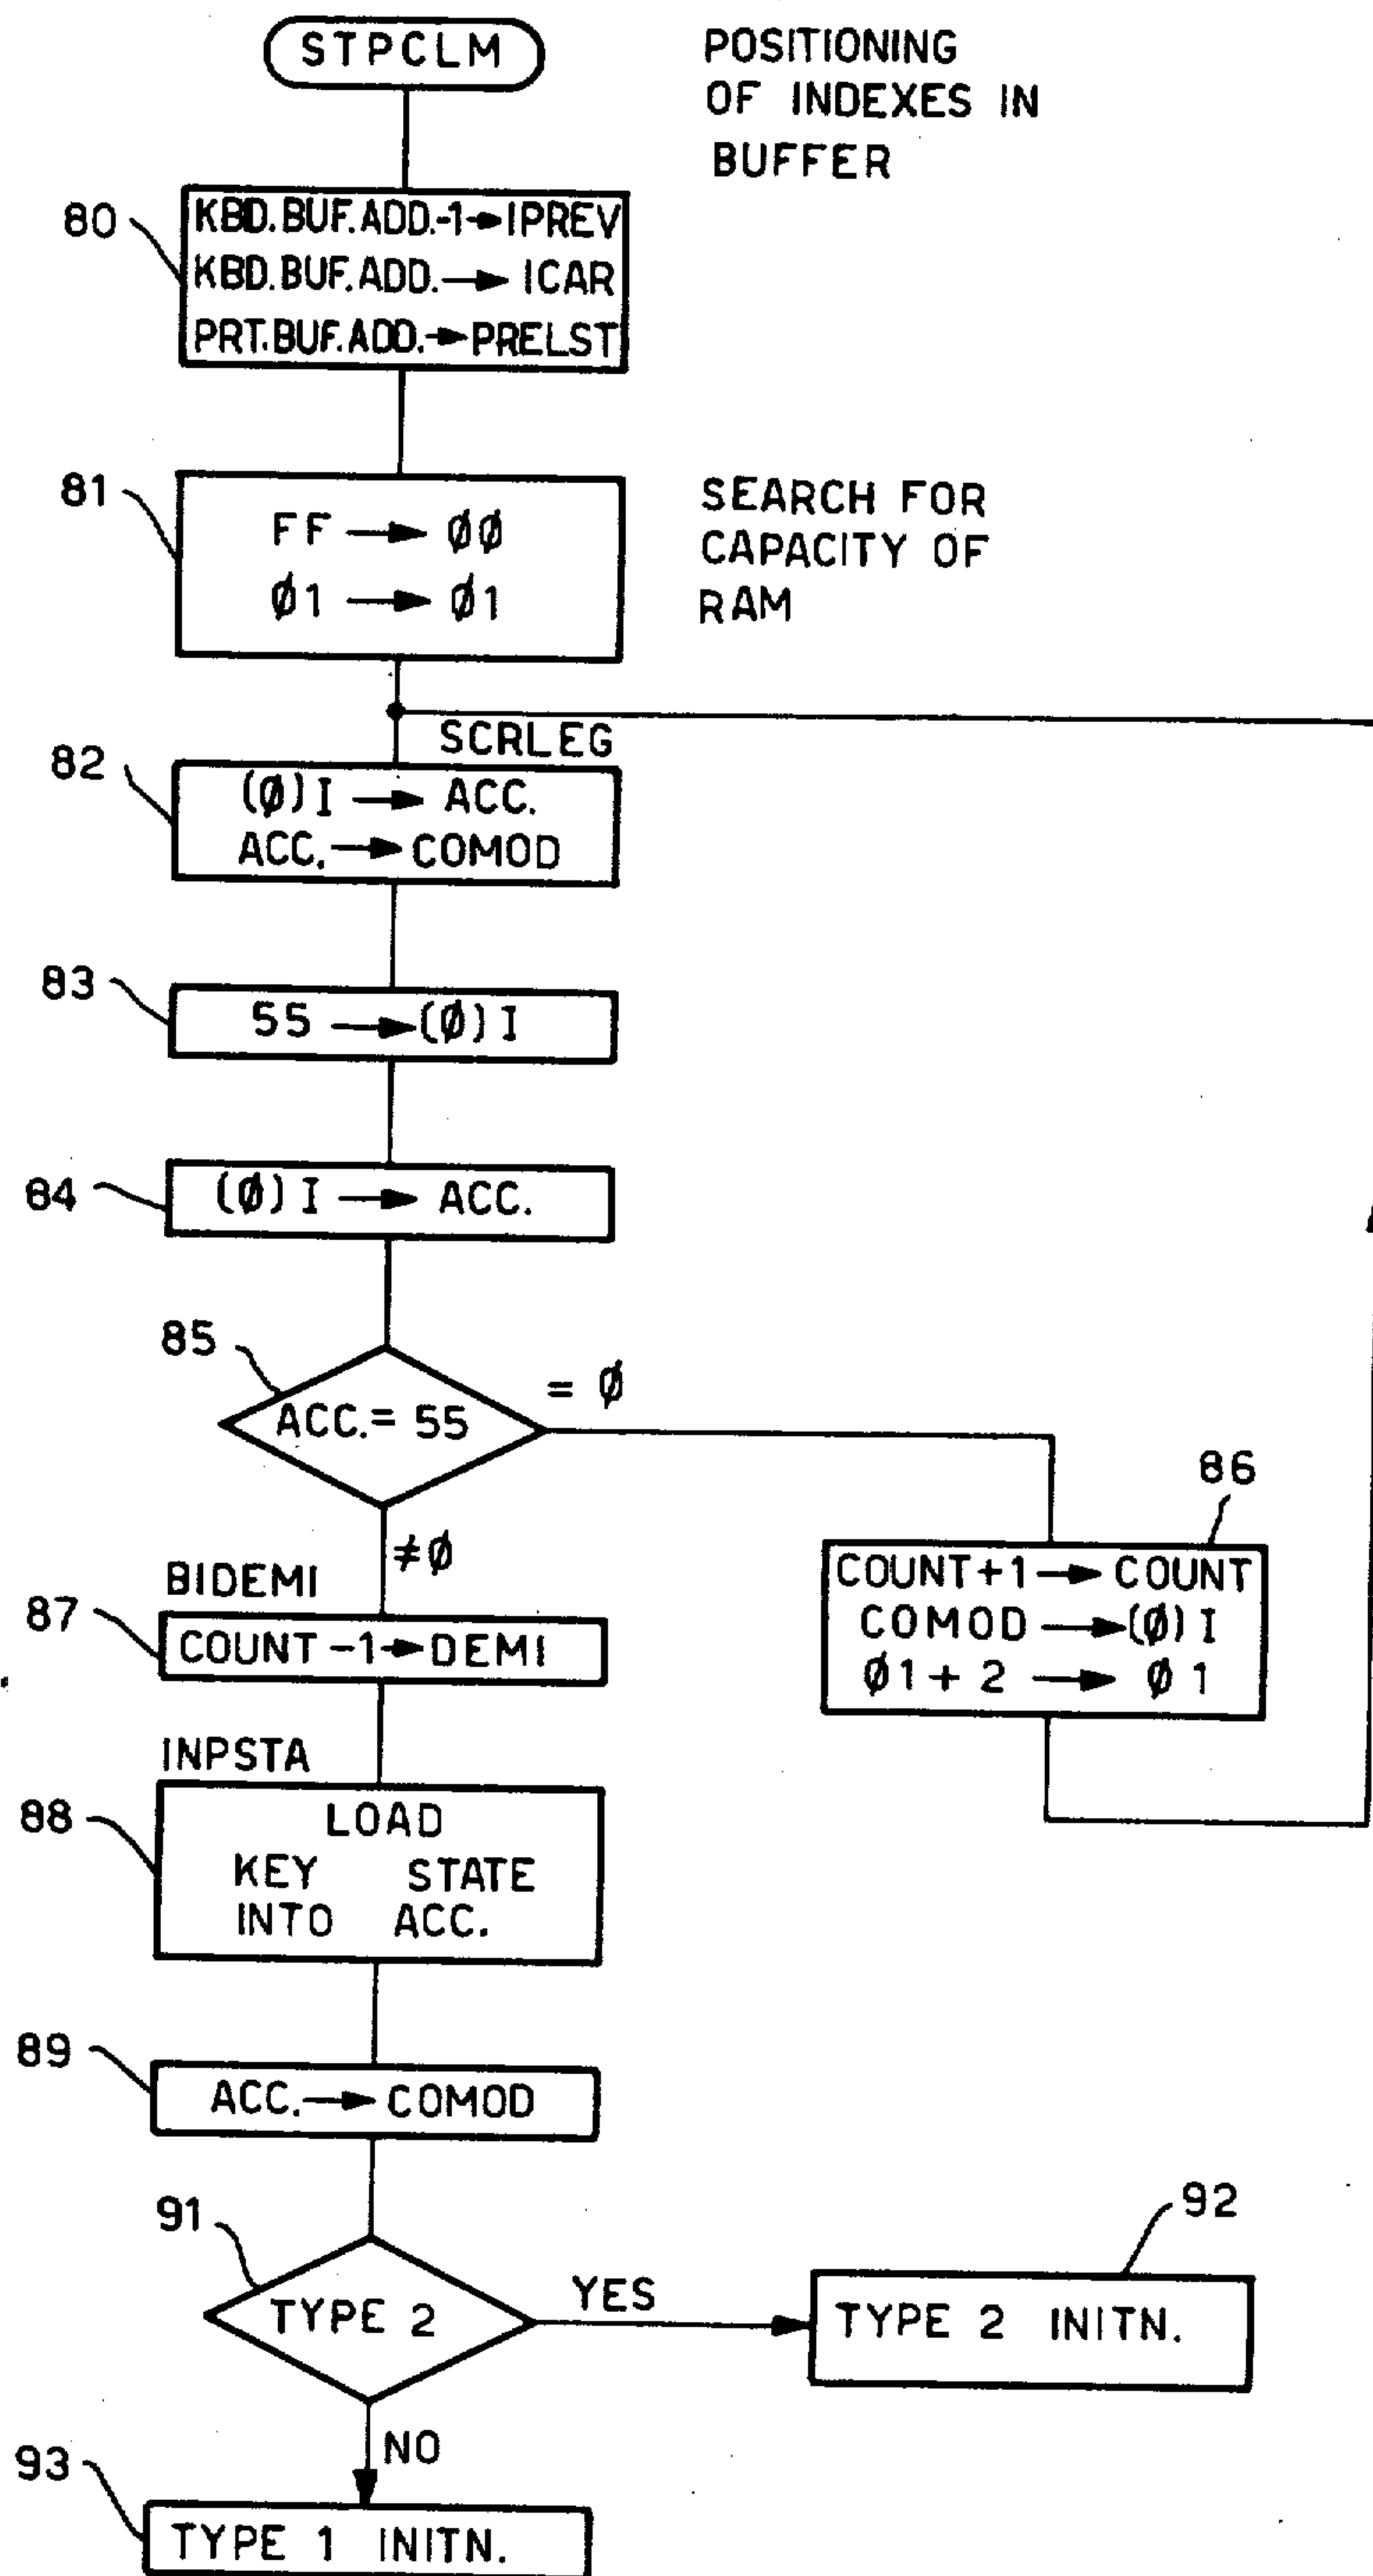 STPCLM
POSITIONING
OF INDEXES IN
BUFFER
80
KBD.BUF.ADD.-1→IPREV
KBD.BUF.ADD.→ICAR
PRT.BUF.ADD.→PRELST
81
FF → ØØ
Ø1 → Ø1
SEARCH FOR
CAPACITY OF
RAM
SCRLEG
82
(Ø)I → ACC.
ACC.→COMOD
83
55 →(Ø)I
84
(Ø)I → ACC.
85
ACC.= 55
= Ø
≠Ø
86
COUNT+1→COUNT
COMOD→(Ø)I
Ø1+2 → Ø1
BIDEMI
87
COUNT-1→DEMI
INPSTA
88
LOAD
KEY STATE
INTO ACC.
89
ACC.→COMOD
91
TYPE 2
YES
92
TYPE 2 INITN.
NO
93
TYPE 1 INITN.